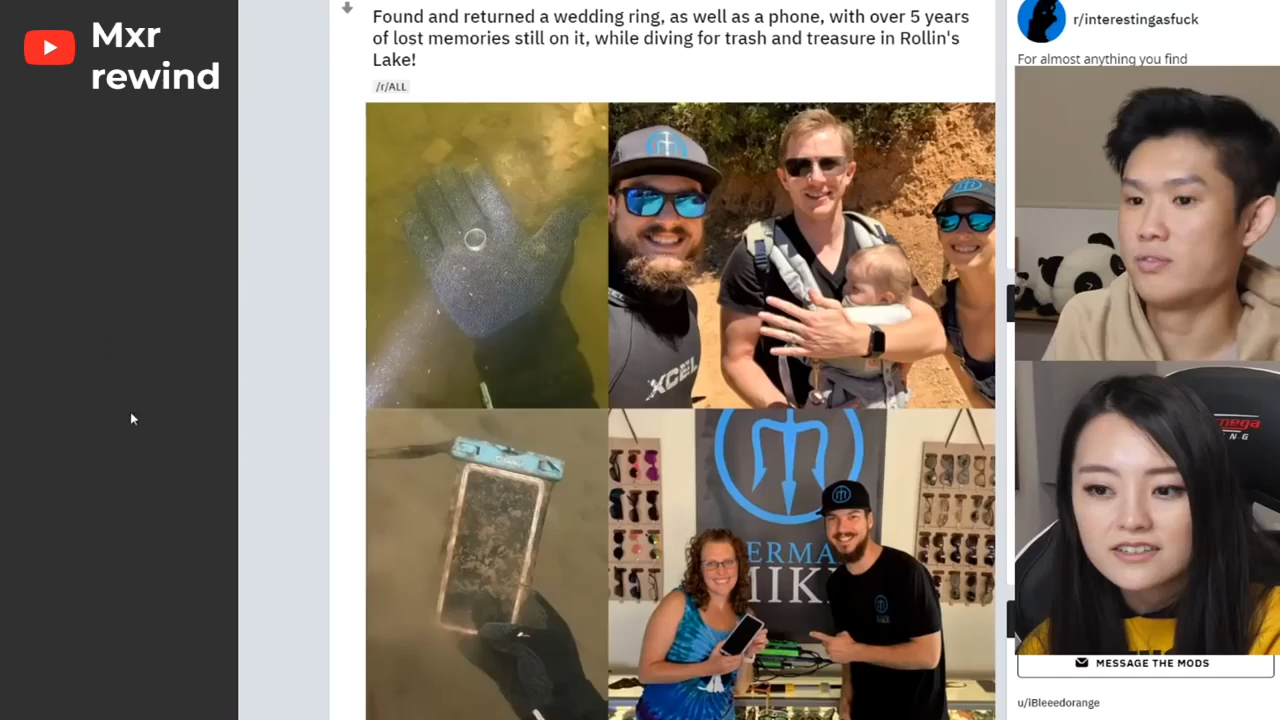 Mxr
rewind
Found and returned a wedding ring, as well as a phone, with over 5 years
of lost memories still on it, while diving for trash and treasure in Rollin's
Lake!
/r/ALL
r/interestingasfuck
For almost anything you find
XCEL
ERMA
MIK
MESSAGE THE MODS
u/iBleeedorange